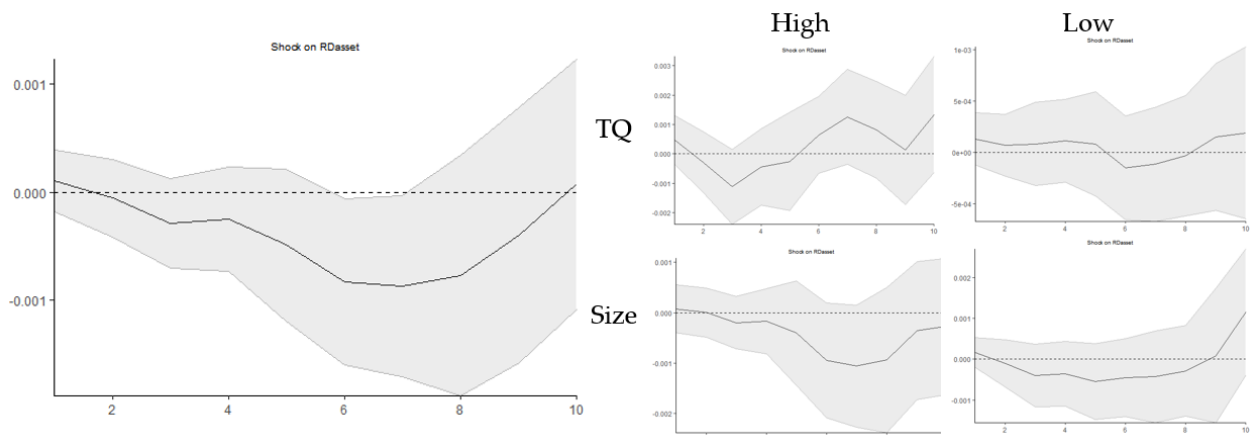 High Low
Shock on RDasset
0.001
0.000
-0.001
2 4 6 8 10
TQ
Shock on RDasset
0.003
0.002
0.001
0.000
-0.001
-0.002
2 4 6 8 10
Shock on RDasset
1e-03
5e-04
0e+00
-5e-04
2 4 6 8 10
Size
Shock on RDasset
0.001
0.000
-0.001
-0.002
Shock on RDasset
0.002
0.001
0.000
-0.001
2 4 6 8 10